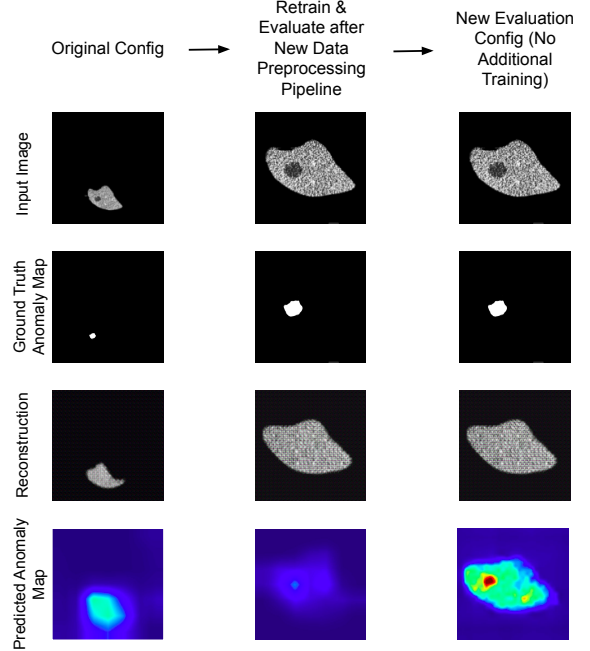 Original Config
Retrain &
Evaluate after
New Data
Preprocessing
Pipeline
New Evaluation
Config (No
Additional
Training)
Input Image
Ground Truth
Anomaly Map
Reconstruction
Predicted Anomaly
Map